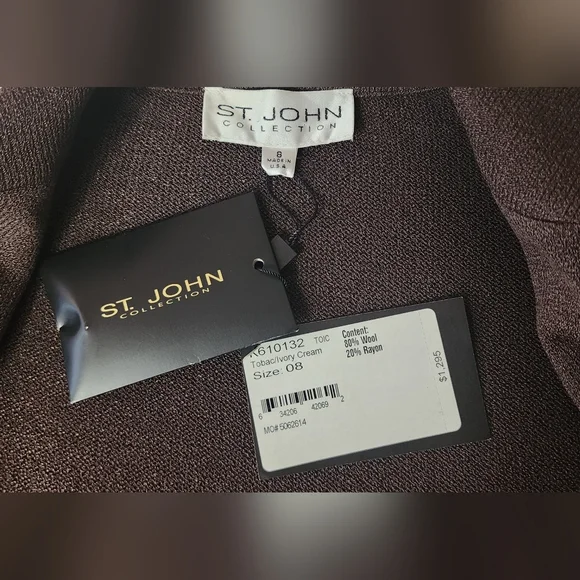 ST. JOHN
COLLECTION
8
MADE IN
U.S.A.
ST. JOHN
COLLECTION
K610132 TOIC
Tobac/Ivory Cream
Size: 08
Content:
80% Wool
20% Rayon
$1,295
6 34206 42069 2
MO# 5062614